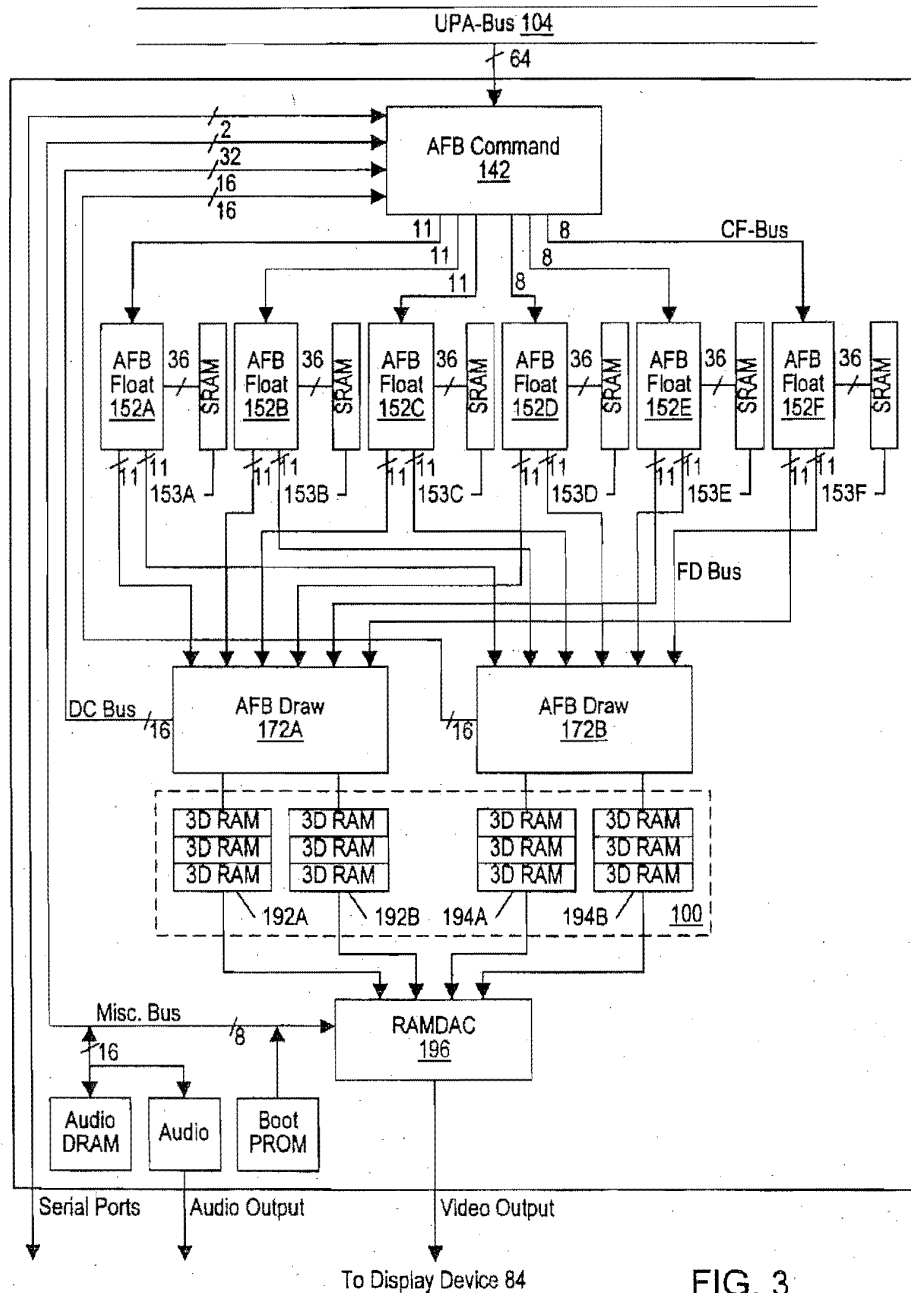 UPA-Bus 104
64
2
32
16
16
AFB Command
142
11
11
11
8
8
8
CF-Bus
AFB
Float
152A
36
SRAM
AFB
Float
152B
36
SRAM
AFB
Float
152C
36
SRAM
AFB
Float
152D
36
SRAM
AFB
Float
152E
36
SRAM
AFB
Float
152F
36
SRAM
11
11
153A
11
11
153B
11
11
153C
11
11
153D
11
11
153E
11
11
153F
FD Bus
DC Bus
16
AFB Draw
172A
16
AFB Draw
172B
3D RAM
3D RAM
3D RAM
3D RAM
3D RAM
3D RAM
3D RAM
3D RAM
3D RAM
3D RAM
3D RAM
3D RAM
192A
192B
194A
194B
100
Misc. Bus
8
16
RAMDAC
196
Audio
DRAM
Audio
Boot
PROM
Serial Ports
Audio Output
Video Output
To Display Device 84
FIG. 3